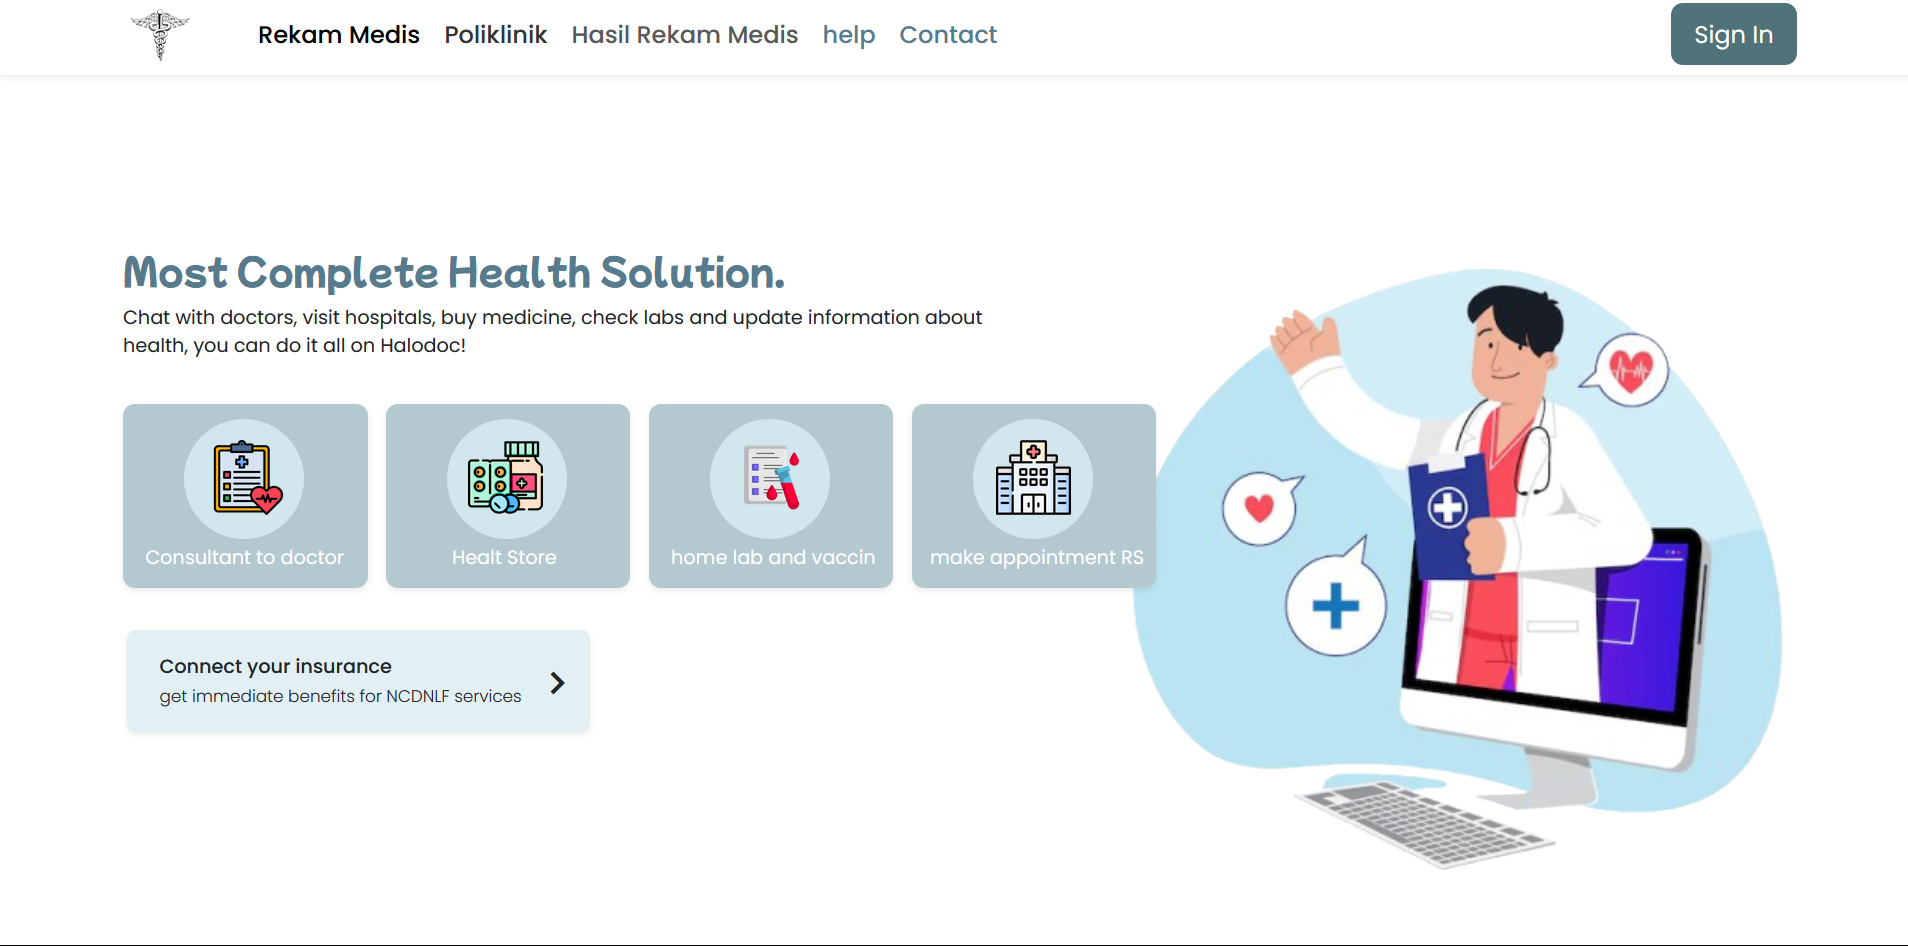 Rekam Medis Poliklinik Hasil Rekam Medis help Contact Sign In
Most Complete Health Solution.
Chat with doctors, visit hospitals, buy medicine, check labs and update information about
health, you can do it all on Halodoc!
Consultant to doctor
Healt Store
home lab and vaccin
make appointment RS
Connect your insurance
get immediate benefits for NCDNLF services